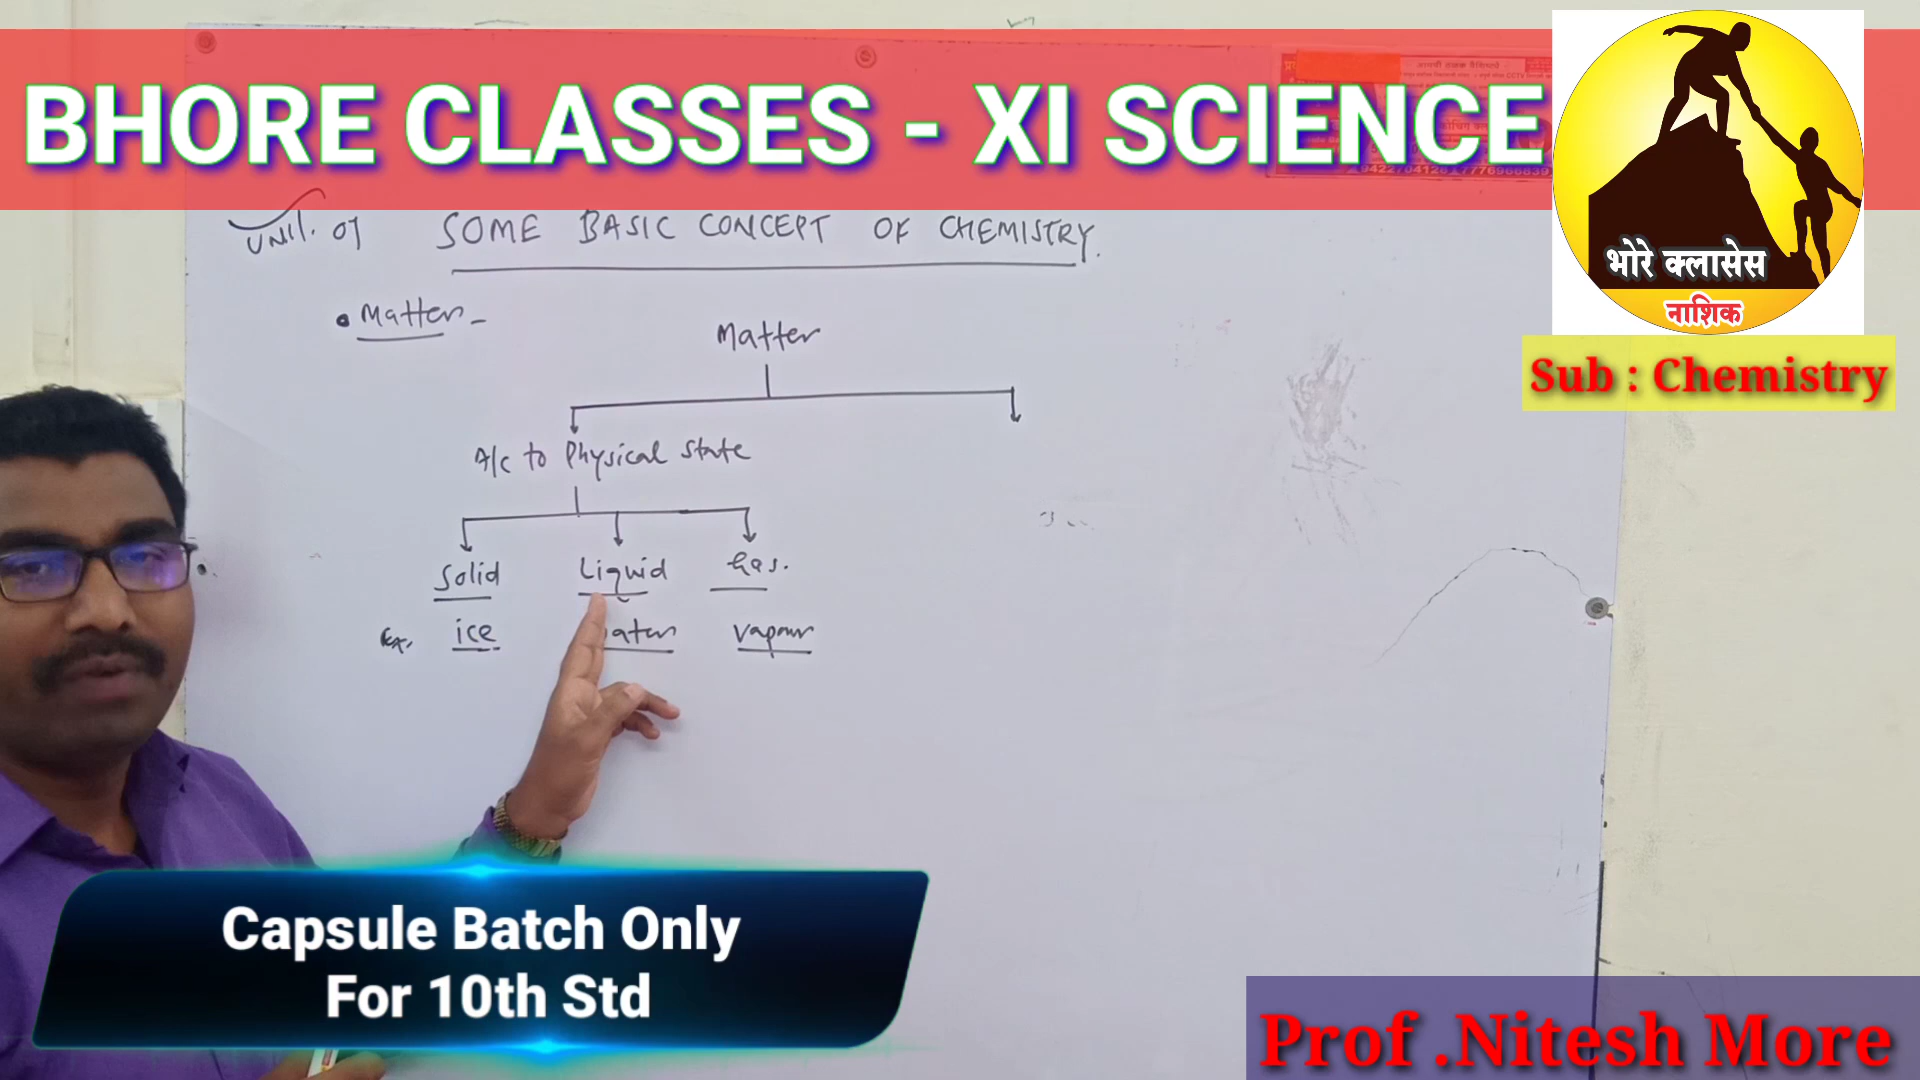 BHORE CLASSES - XI SCIENCE
भोरे क्लासेस
नाशिक
Sub : Chemistry
Unit. 01 SOME BASIC CONCEPT OF CHEMISTRY.
• Matter -
Matter
A/c to Physical State
Solid Liquid Gas.
Ex. ice water vapour
Capsule Batch Only
For 10th Std
Prof .Nitesh More